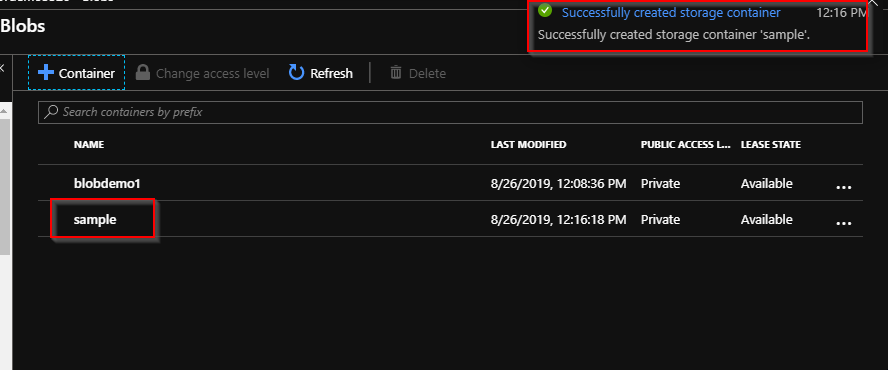 Successfully created storage container 12:16 PM
Successfully created storage container 'sample'.
Blobs
Container Change access level Refresh Delete
Search containers by prefix
NAME LAST MODIFIED PUBLIC ACCESS L... LEASE STATE
blobdemo1 8/26/2019, 12:08:36 PM Private Available ...
sample 8/26/2019, 12:16:18 PM Private Available ...